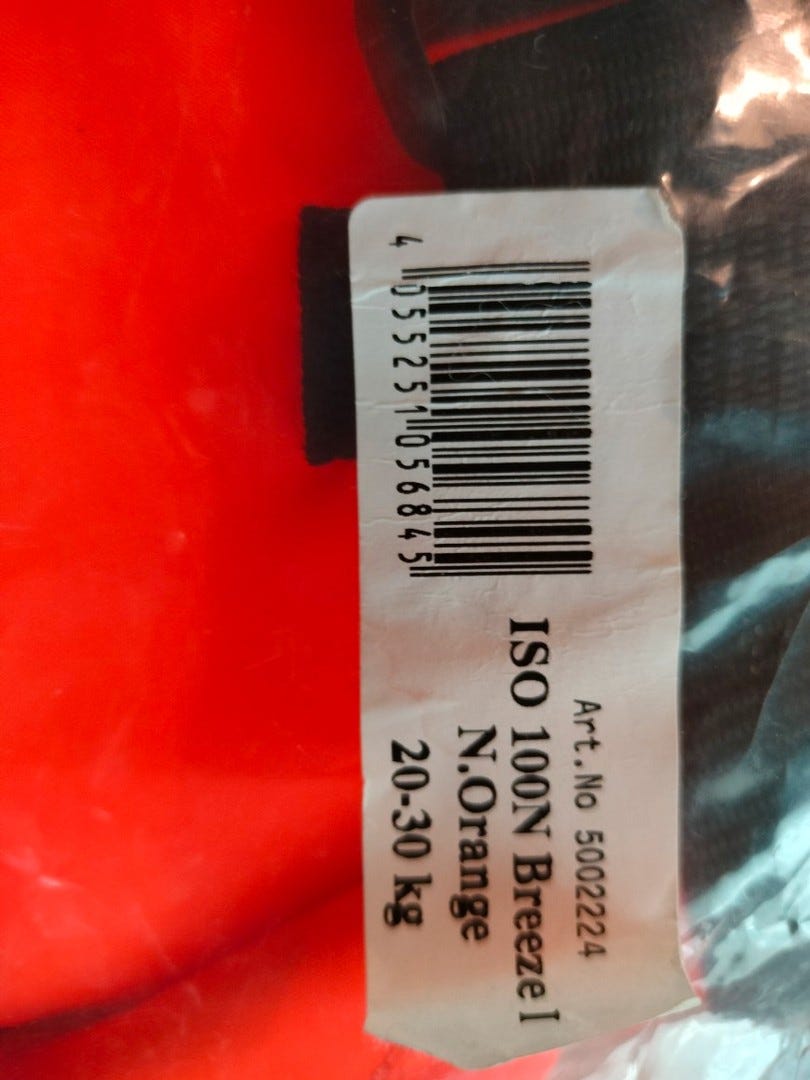 Art.No 5002224
ISO 100N Breeze I
N.Orange
20-30 kg
4 055251 056845